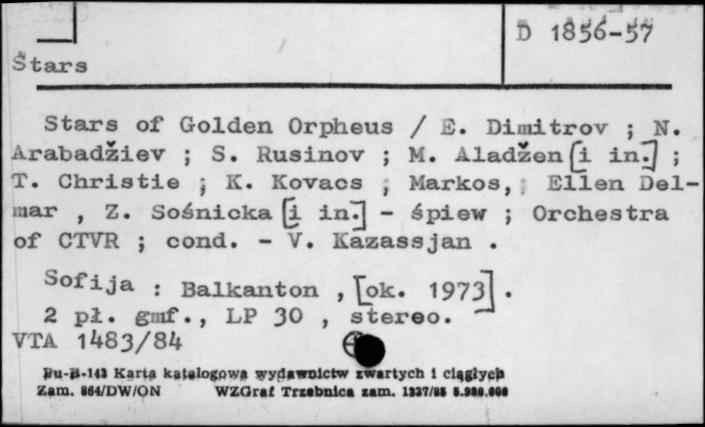 D 1856-57
Stars
Stars of Golden Orpheus / E. Dimitrov ; N.
Arabadžiev ; S. Rusinov ; M. Aladžen [i in.] ;
T. Christie ; K. Kovacs ; Markos, Ellen Del-
mar , Z. Sośnicka [i in.] - śpiew ; Orchestra
of CTVR ; cond. - V. Kazassjan .
Sofija : Balkanton , [ok. 1973] .
2 pł. gmf., LP 30 , stereo.
VTA 1483/84
Pu-B-143 Karta katalogowa wydawnictw zwartych i ciągłych
Zam. 864/DW/ON WZGraf Trzebnica zam. 1337/85